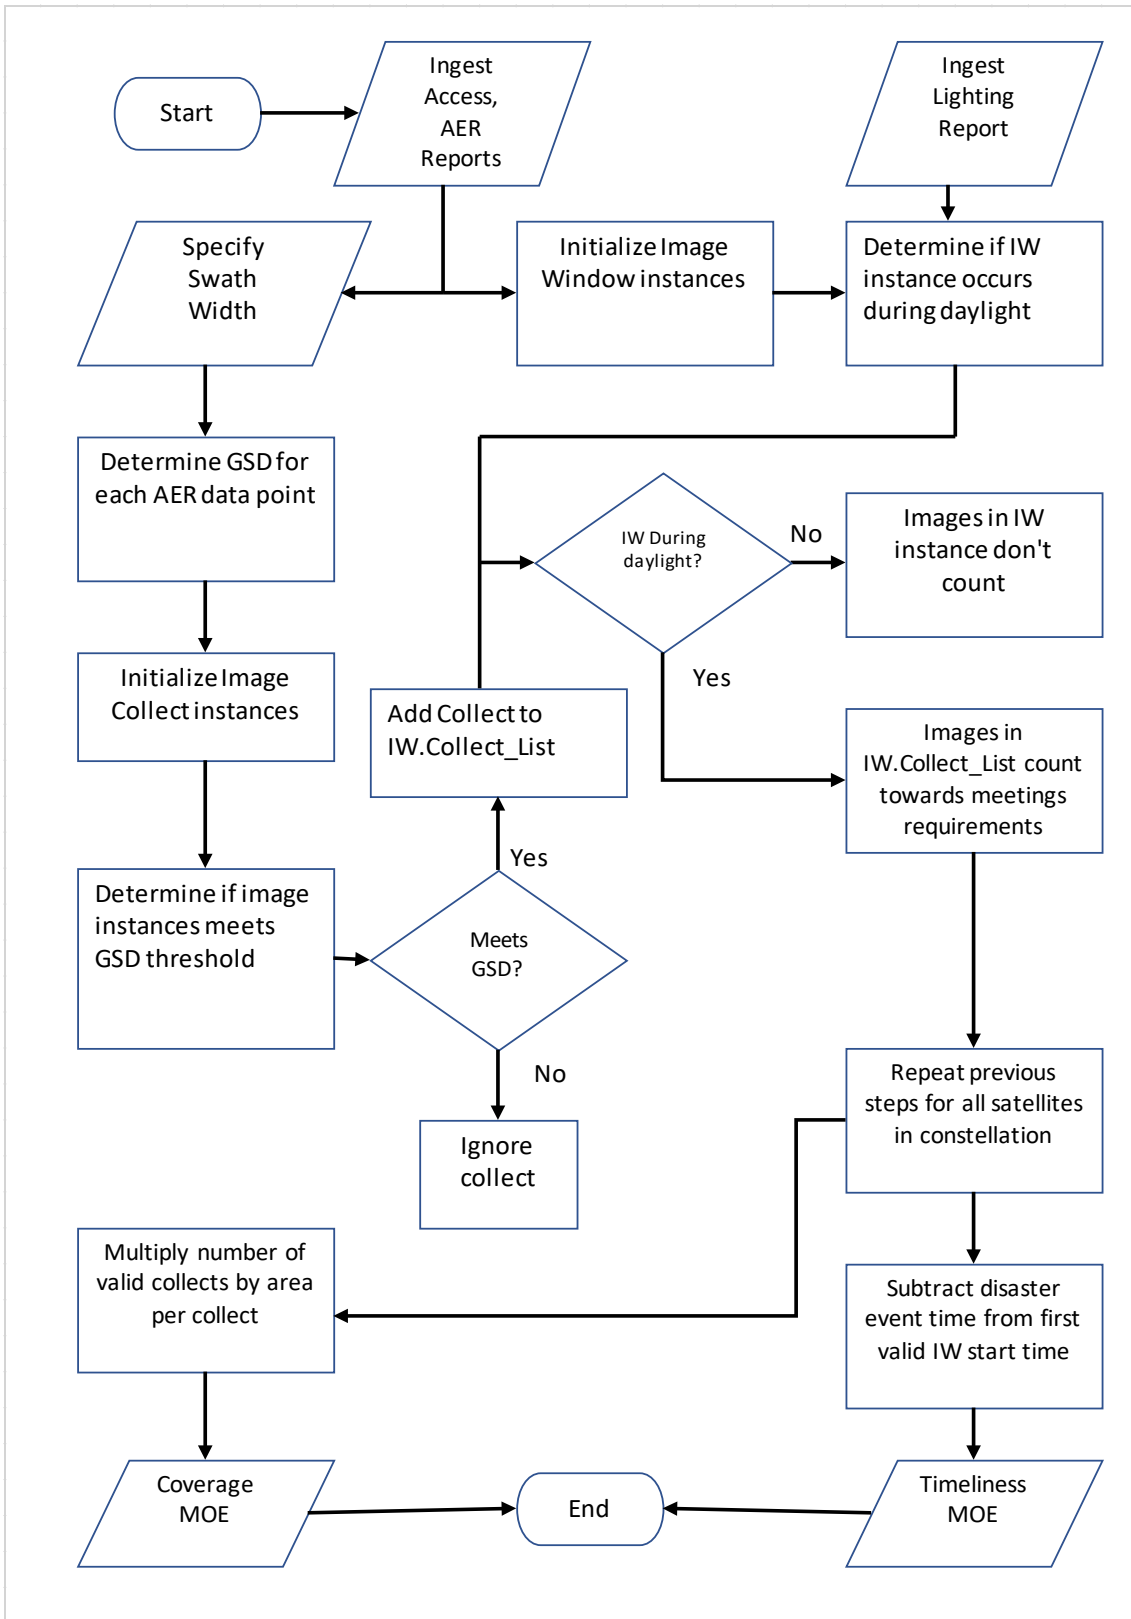 Start
Ingest
Access,
AER
Reports
Ingest
Lighting
Report
Specify
Swath
Width
Initialize Image
Window instances
Determine if IW
instance occurs
during daylight
Determine GSD for
each AER data point
IW During
daylight?
No
Images in IW
instance don't
count
Yes
Initialize Image
Collect instances
Add Collect to
IW.Collect_List
Images in
IW.Collect_List count
towards meetings
requirements
Yes
Determine if image
instances meets
GSD threshold
Meets
GSD?
No
Ignore
collect
Repeat previous
steps for all satellites
in constellation
Multiply number of
valid collects by area
per collect
Subtract disaster
event time from first
valid IW start time
Coverage
MOE
End
Timeliness
MOE